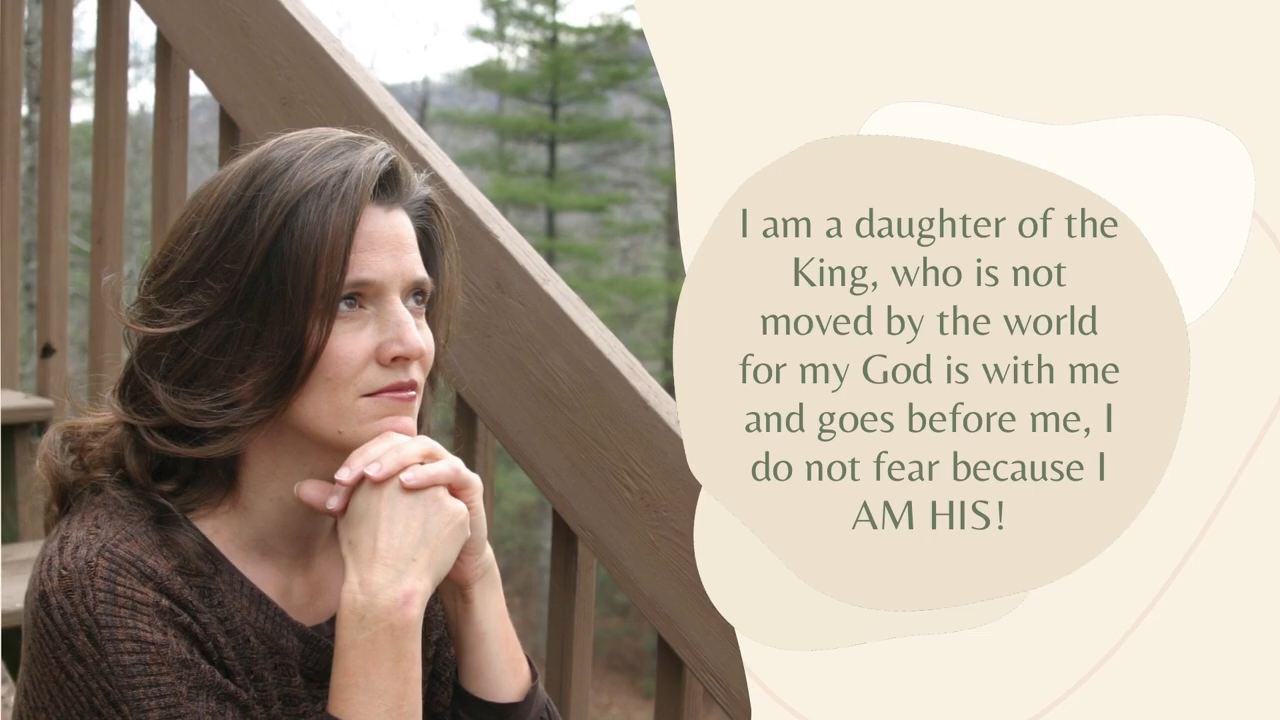 I am a daughter of the
King, who is not
moved by the world
for my God is with me
and goes before me, I
do not fear because I
AM HIS!